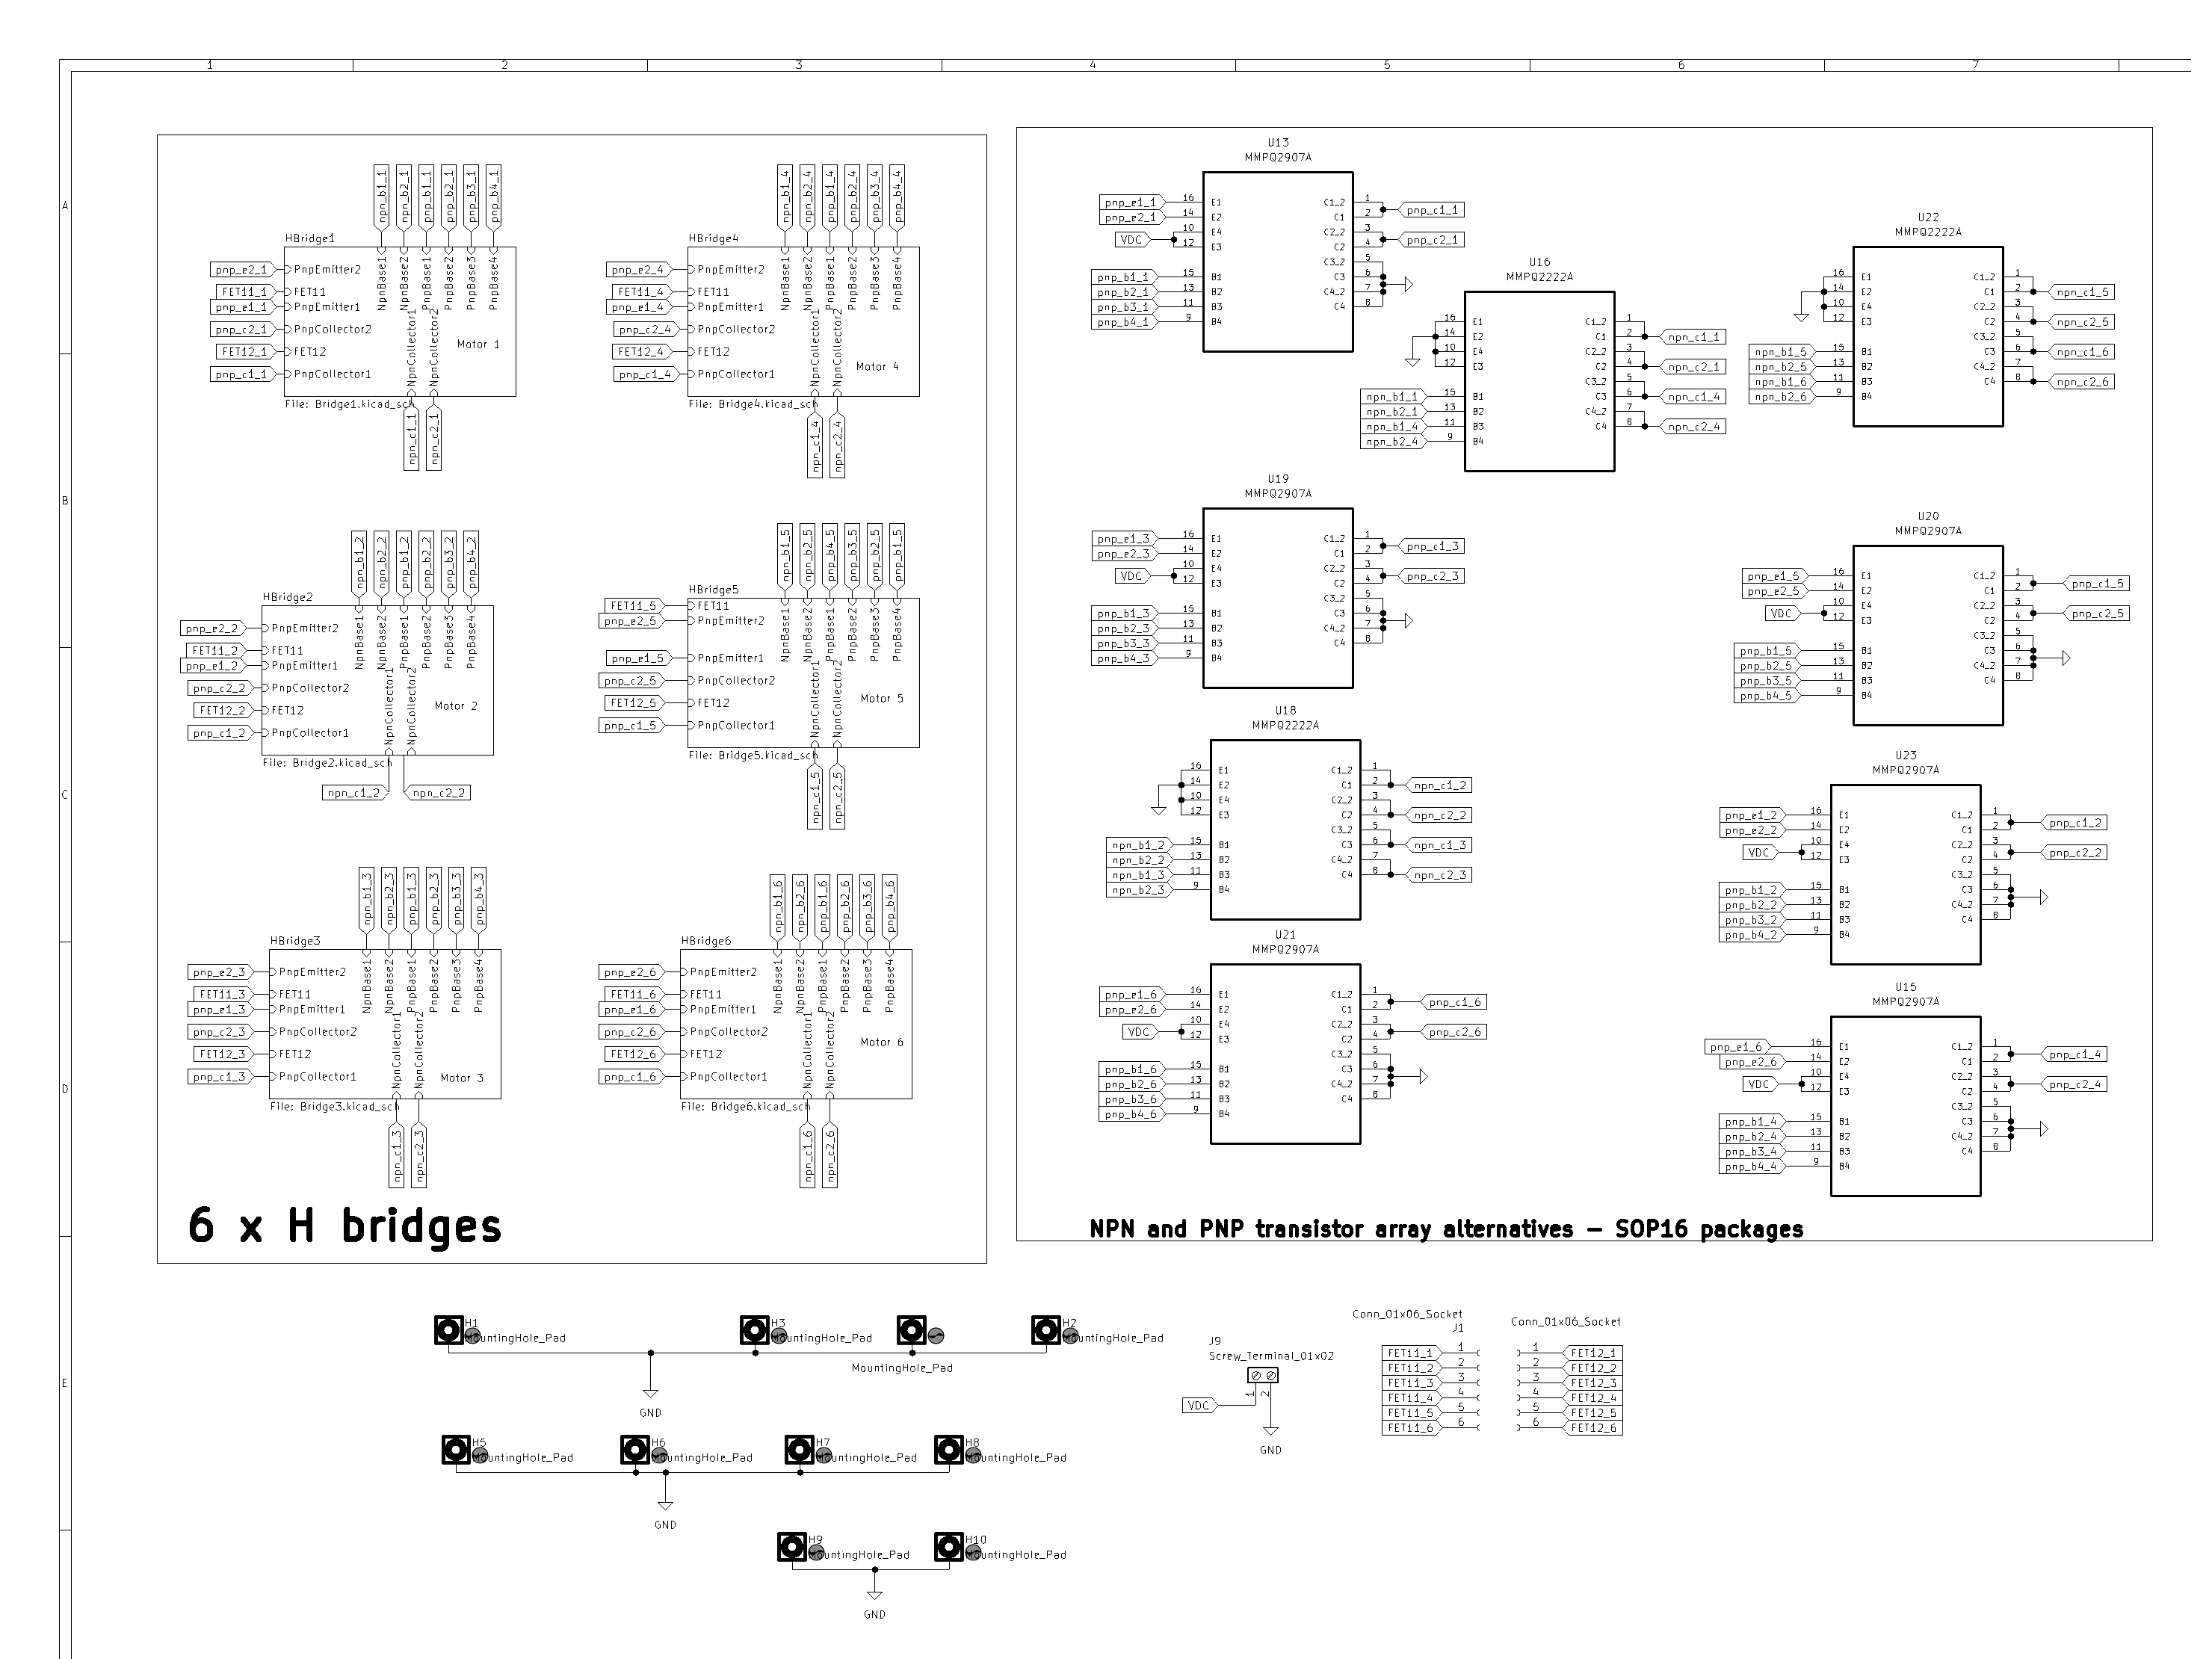 1 2 3 4 5 6 7
A
B
C
D
E
npn_b1_1 npn_b2_1 pnp_b1_1 pnp_b2_1 pnp_b3_1 pnp_b4_1
HBridge1
pnp_e2_1 PnpEmitter2
FET11_1 FET11
pnp_e1_1 PnpEmitter1
pnp_c2_1 PnpCollector2
FET12_1 FET12
pnp_c1_1 PnpCollector1
NpnBase1 NpnBase2 PnpBase1 PnpBase2 PnpBase3 PnpBase4
NpnCollector1 NpnCollector2
Motor 1
File: Bridge1.kicad_sch
npn_c1_1 npn_c2_1
npn_b1_4 npn_b2_4 pnp_b1_4 pnp_b2_4 pnp_b3_4 pnp_b4_4
HBridge4
pnp_e2_4 PnpEmitter2
FET11_4 FET11
pnp_e1_4 PnpEmitter1
pnp_c2_4 PnpCollector2
FET12_4 FET12
pnp_c1_4 PnpCollector1
NpnBase1 NpnBase2 PnpBase1 PnpBase2 PnpBase3 PnpBase4
NpnCollector1 NpnCollector2
Motor 4
File: Bridge4.kicad_sch
npn_c1_4 npn_c2_4
npn_b1_2 npn_b2_2 pnp_b1_2 pnp_b2_2 pnp_b3_2 pnp_b4_2
HBridge2
pnp_e2_2 PnpEmitter2
FET11_2 FET11
pnp_e1_2 PnpEmitter1
pnp_c2_2 PnpCollector2
FET12_2 FET12
pnp_c1_2 PnpCollector1
NpnBase1 NpnBase2 PnpBase1 PnpBase2 PnpBase3 PnpBase4
NpnCollector1 NpnCollector2
Motor 2
File: Bridge2.kicad_sch
npn_c1_2 npn_c2_2
npn_b1_5 npn_b2_5 pnp_b4_5 pnp_b3_5 pnp_b2_5 pnp_b1_5
HBridge5
FET11_5 FET11
pnp_e2_5 PnpEmitter2
pnp_e1_5 PnpEmitter1
pnp_c2_5 PnpCollector2
FET12_5 FET12
pnp_c1_5 PnpCollector1
NpnBase1 NpnBase2 PnpBase1 PnpBase2 PnpBase3 PnpBase4
NpnCollector1 NpnCollector2
Motor 5
File: Bridge5.kicad_sch
npn_c1_5 npn_c2_5
npn_b1_3 npn_b2_3 pnp_b1_3 pnp_b2_3 pnp_b3_3 pnp_b4_3
HBridge3
pnp_e2_3 PnpEmitter2
FET11_3 FET11
pnp_e1_3 PnpEmitter1
pnp_c2_3 PnpCollector2
FET12_3 FET12
pnp_c1_3 PnpCollector1
NpnBase1 NpnBase2 PnpBase1 PnpBase2 PnpBase3 PnpBase4
NpnCollector1 NpnCollector2
Motor 3
File: Bridge3.kicad_sch
npn_c1_3 npn_c2_3
npn_b1_6 npn_b2_6 pnp_b1_6 pnp_b2_6 pnp_b3_6 pnp_b4_6
HBridge6
pnp_e2_6 PnpEmitter2
FET11_6 FET11
pnp_e1_6 PnpEmitter1
pnp_c2_6 PnpCollector2
FET12_6 FET12
pnp_c1_6 PnpCollector1
NpnBase1 NpnBase2 PnpBase1 PnpBase2 PnpBase3 PnpBase4
NpnCollector1 NpnCollector2
Motor 6
File: Bridge6.kicad_sch
npn_c1_6 npn_c2_6
6 x H bridges
U13
MMPQ2907A
pnp_e1_1 16 E1 C1_2 1
pnp_e2_1 14 E2 C1 2 pnp_c1_1
VDC 10 E4 C2_2 3
12 E3 C2 4 pnp_c2_1
C3_2 5
pnp_b1_1 15 B1 C3 6
pnp_b2_1 13 B2 C4_2 7
pnp_b3_1 11 B3 C4 8
pnp_b4_1 9 B4
U16
MMPQ2222A
16 E1 C1_2 1
14 E2 C1 2 npn_c1_1
10 E4 C2_2 3
12 E3 C2 4 npn_c2_1
C3_2 5
npn_b1_1 15 B1 C3 6 npn_c1_4
npn_b2_1 13 B2 C4_2 7
npn_b1_4 11 B3 C4 8 npn_c2_4
npn_b2_4 9 B4
U22
MMPQ2222A
16 E1 C1_2 1
14 E2 C1 2 npn_c1_5
10 E4 C2_2 3
12 E3 C2 4 npn_c2_5
C3_2 5
npn_b1_5 15 B1 C3 6 npn_c1_6
npn_b2_5 13 B2 C4_2 7
npn_b1_6 11 B3 C4 8 npn_c2_6
npn_b2_6 9 B4
U19
MMPQ2907A
pnp_e1_3 16 E1 C1_2 1
pnp_e2_3 14 E2 C1 2 pnp_c1_3
VDC 10 E4 C2_2 3
12 E3 C2 4 pnp_c2_3
C3_2 5
pnp_b1_3 15 B1 C3 6
pnp_b2_3 13 B2 C4_2 7
pnp_b3_3 11 B3 C4 8
pnp_b4_3 9 B4
U20
MMPQ2907A
pnp_e1_5 16 E1 C1_2 1
pnp_e2_5 14 E2 C1 2 pnp_c1_5
VDC 10 E4 C2_2 3
12 E3 C2 4 pnp_c2_5
C3_2 5
pnp_b1_5 15 B1 C3 6
pnp_b2_5 13 B2 C4_2 7
pnp_b3_5 11 B3 C4 8
pnp_b4_5 9 B4
U18
MMPQ2222A
16 E1 C1_2 1
14 E2 C1 2 npn_c1_2
10 E4 C2_2 3
12 E3 C2 4 npn_c2_2
C3_2 5
npn_b1_2 15 B1 C3 6 npn_c1_3
npn_b2_2 13 B2 C4_2 7
npn_b1_3 11 B3 C4 8 npn_c2_3
npn_b2_3 9 B4
U23
MMPQ2907A
pnp_e1_2 16 E1 C1_2 1
pnp_e2_2 14 E2 C1 2 pnp_c1_2
VDC 10 E4 C2_2 3
12 E3 C2 4 pnp_c2_2
C3_2 5
pnp_b1_2 15 B1 C3 6
pnp_b2_2 13 B2 C4_2 7
pnp_b3_2 11 B3 C4 8
pnp_b4_2 9 B4
U21
MMPQ2907A
pnp_e1_6 16 E1 C1_2 1
pnp_e2_6 14 E2 C1 2 pnp_c1_6
VDC 10 E4 C2_2 3
12 E3 C2 4 pnp_c2_6
C3_2 5
pnp_b1_6 15 B1 C3 6
pnp_b2_6 13 B2 C4_2 7
pnp_b3_6 11 B3 C4 8
pnp_b4_6 9 B4
U15
MMPQ2907A
pnp_e1_6 16 E1 C1_2 1
pnp_e2_6 14 E2 C1 2 pnp_c1_4
VDC 10 E4 C2_2 3
12 E3 C2 4 pnp_c2_4
C3_2 5
pnp_b1_4 15 B1 C3 6
pnp_b2_4 13 B2 C4_2 7
pnp_b3_4 11 B3 C4 8
pnp_b4_4 9 B4
NPN and PNP transistor array alternatives – SOP16 packages
H1 H3 H2
MountingHole_Pad MountingHole_Pad MountingHole_Pad
MountingHole_Pad
GND
H5 H6 H7 H8
MountingHole_Pad MountingHole_Pad MountingHole_Pad MountingHole_Pad
GND
H9 H10
MountingHole_Pad MountingHole_Pad
GND
J9
Screw_Terminal_01x02
1 2
VDC
GND
Conn_01x06_Socket
J1
FET11_1 1
FET11_2 2
FET11_3 3
FET11_4 4
FET11_5 5
FET11_6 6
Conn_01x06_Socket
1 FET12_1
2 FET12_2
3 FET12_3
4 FET12_4
5 FET12_5
6 FET12_6